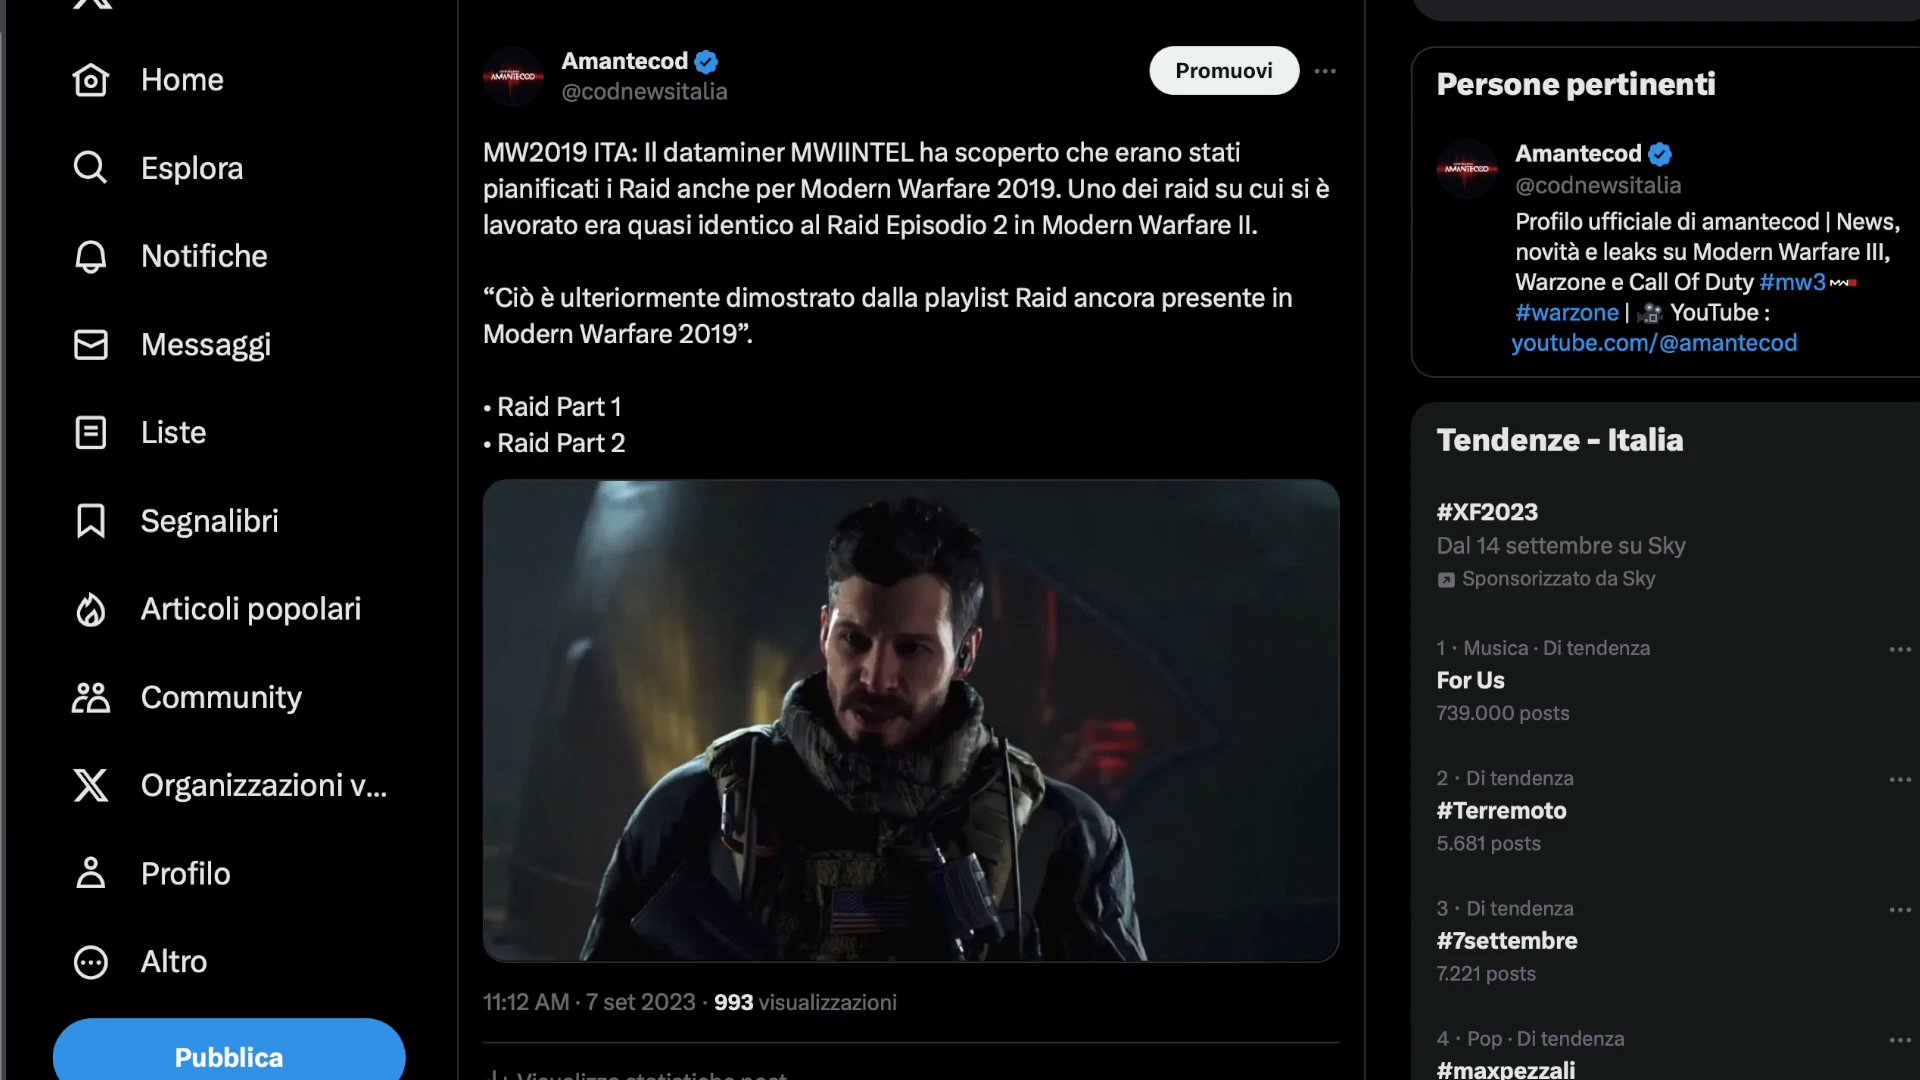 Home
Esplora
Notifiche
Messaggi
Liste
Segnalibri
Articoli popolari
Community
Organizzazioni v...
Profilo
Altro
Pubblica
AMANTECOD
Amantecod
@codnewsitalia
Promuovi
MW2019 ITA: Il dataminer MWIINTEL ha scoperto che erano stati
pianificati i Raid anche per Modern Warfare 2019. Uno dei raid su cui si è
lavorato era quasi identico al Raid Episodio 2 in Modern Warfare II.
“Ciò è ulteriormente dimostrato dalla playlist Raid ancora presente in
Modern Warfare 2019”.
• Raid Part 1
• Raid Part 2
11:12 AM · 7 set 2023 · 993 visualizzazioni
Visualizza statistiche post
Persone pertinenti
AMANTECOD
Amantecod
@codnewsitalia
Profilo ufficiale di amantecod | News,
novità e leaks su Modern Warfare III,
Warzone e Call Of Duty #mw3
#warzone | 🎥 YouTube :
youtube.com/@amantecod
Tendenze - Italia
#XF2023
Dal 14 settembre su Sky
Sponsorizzato da Sky
1 · Musica · Di tendenza
For Us
739.000 posts
2 · Di tendenza
#Terremoto
5.681 posts
3 · Di tendenza
#7settembre
7.221 posts
4 · Pop · Di tendenza
#maxpezzali